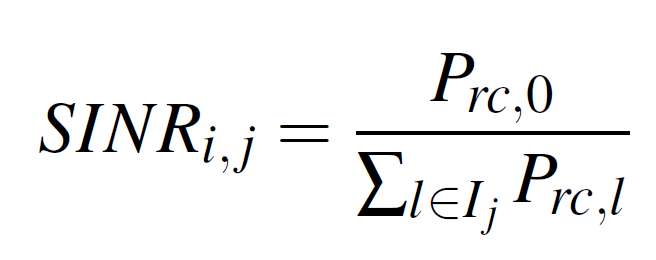 SINR_{i,j} = \frac{P_{rc,0}}{\sum_{l \in I_j} P_{rc,l}}